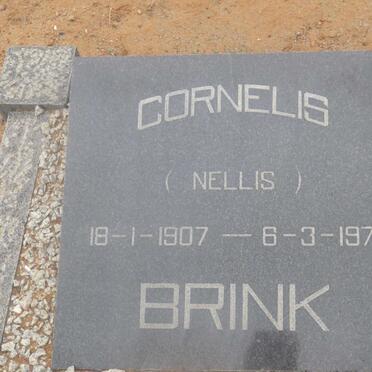 CORNELIS
( NELLIS )
18-1-1907 — 6-3-197
BRINK